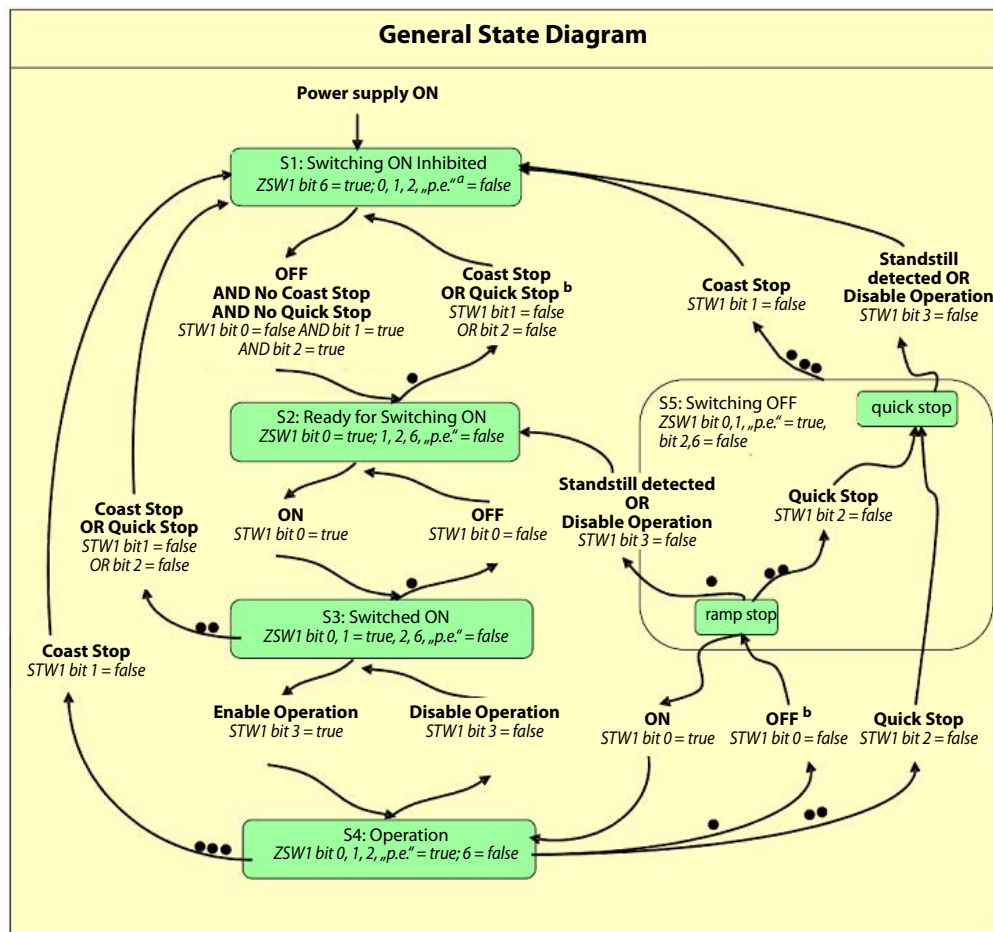 General State Diagram
Power supply ON
S1: Switching ON Inhibited
ZSW1 bit 6 = true; 0, 1, 2, „p.e.“ a = false
OFF
AND No Coast Stop
AND No Quick Stop
STW1 bit 0 = false AND bit 1 = true
AND bit 2 = true
Coast Stop
OR Quick Stop b
STW1 bit1 = false
OR bit 2 = false
Coast Stop
STW1 bit 1 = false
Standstill
detected OR
Disable Operation
STW1 bit 3 = false
S2: Ready for Switching ON
ZSW1 bit 0 = true; 1, 2, 6, „p.e.“ = false
S5: Switching OFF
ZSW1 bit 0,1, „p.e.“ = true,
bit 2,6 = false
quick stop
Coast Stop
OR Quick Stop
STW1 bit1 = false
OR bit 2 = false
ON
STW1 bit 0 = true
OFF
STW1 bit 0 = false
Standstill detected
OR
Disable Operation
STW1 bit 3 = false
Quick Stop
STW1 bit 2 = false
S3: Switched ON
ZSW1 bit 0, 1 = true, 2, 6, „p.e.“ = false
ramp stop
Coast Stop
STW1 bit 1 = false
Enable Operation
STW1 bit 3 = true
Disable Operation
STW1 bit 3 = false
ON
STW1 bit 0 = true
OFF b
STW1 bit 0 = false
Quick Stop
STW1 bit 2 = false
S4: Operation
ZSW1 bit 0, 1, 2, „p.e.“ = true; 6 = false